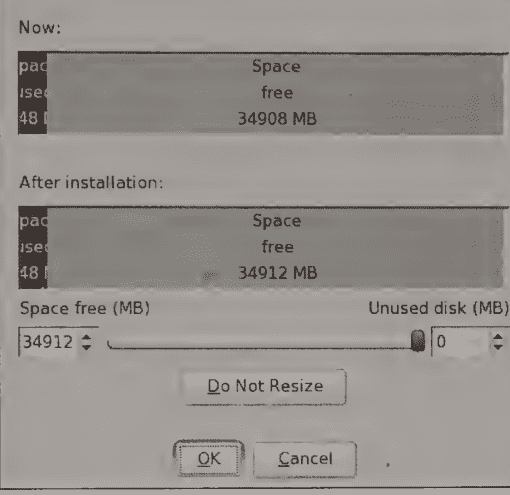 Now:
Space
free
34908 MB
After installation:
Space
free
34912 MB
Space free (MB) Unused disk (MB)
34912 0
Do Not Resize
OK Cancel